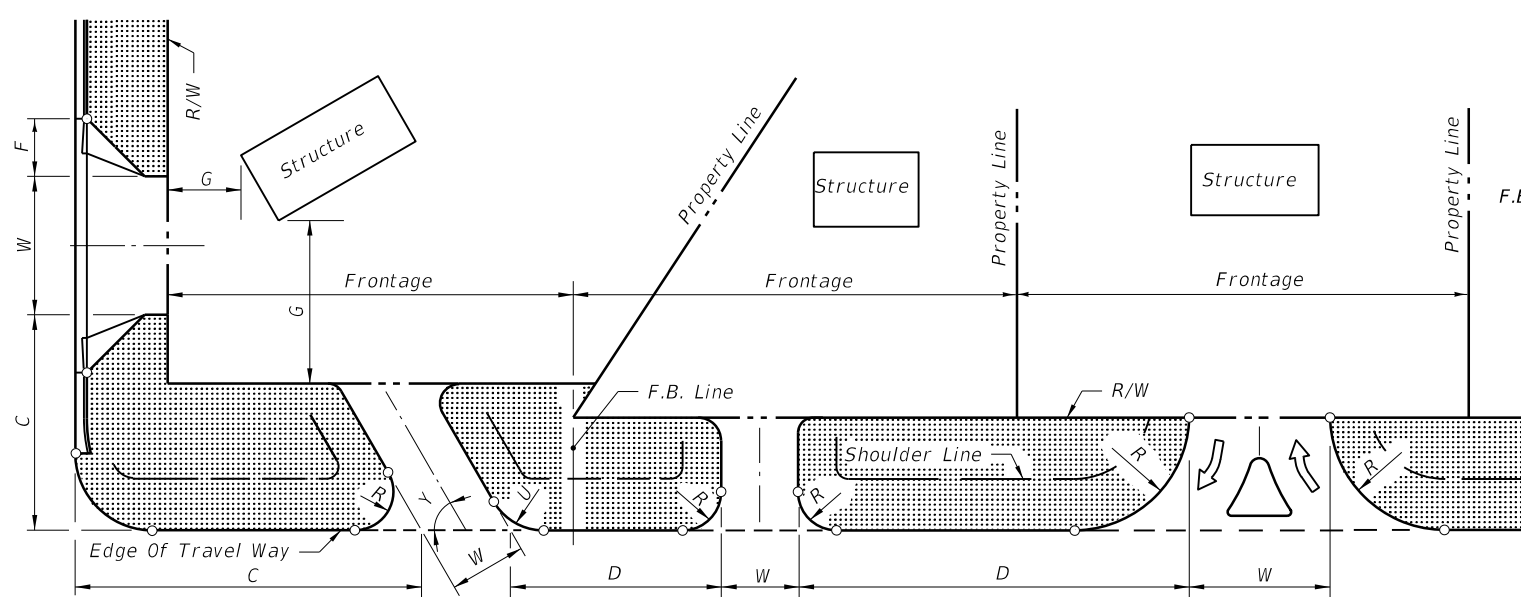 R/W
F
G
Structure
Property Line
Structure
Property Line
Structure
Property Line
W
Frontage
Frontage
Frontage
G
C
F.B. Line
R/W
Shoulder Line
R
Y
U
R
R
R
R
Edge Of Travel Way
W
C
D
W
D
W